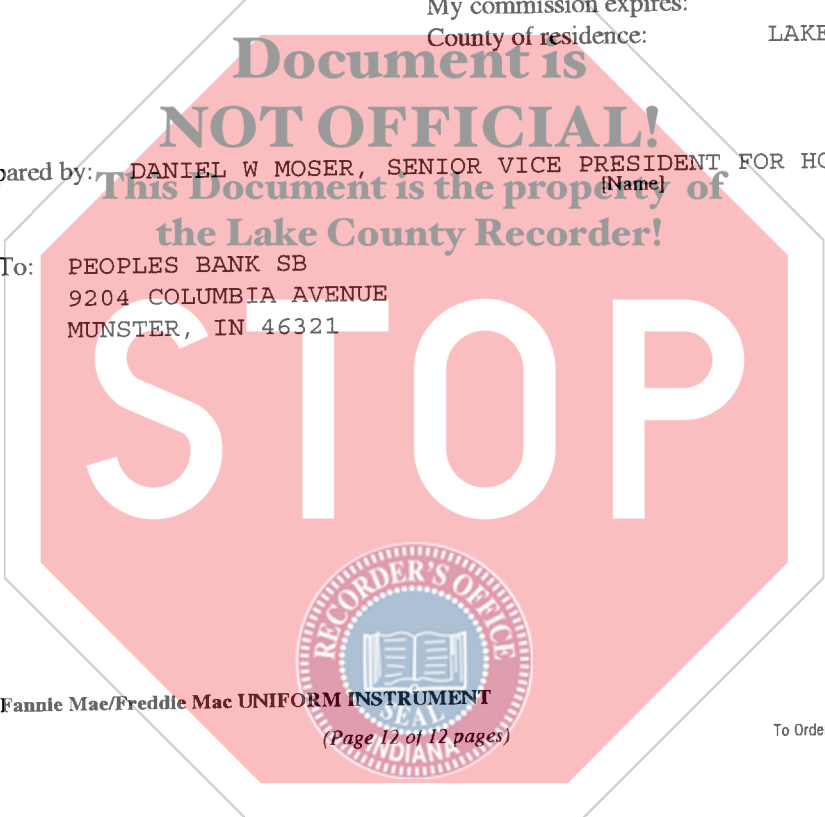 My commission expires:
County of residence: LAKE
Document is
NOT OFFICIAL!
pared by: DANIEL W MOSER, SENIOR VICE PRESIDENT FOR HO
[Name]
This Document is the property of
the Lake County Recorder!
To: PEOPLES BANK SB
9204 COLUMBIA AVENUE
MUNSTER, IN 46321
STOP
RECORDER'S OFFICE
SEAL
INDIANA
Fannie Mae/Freddie Mac UNIFORM INSTRUMENT
(Page 12 of 12 pages)
To Orde